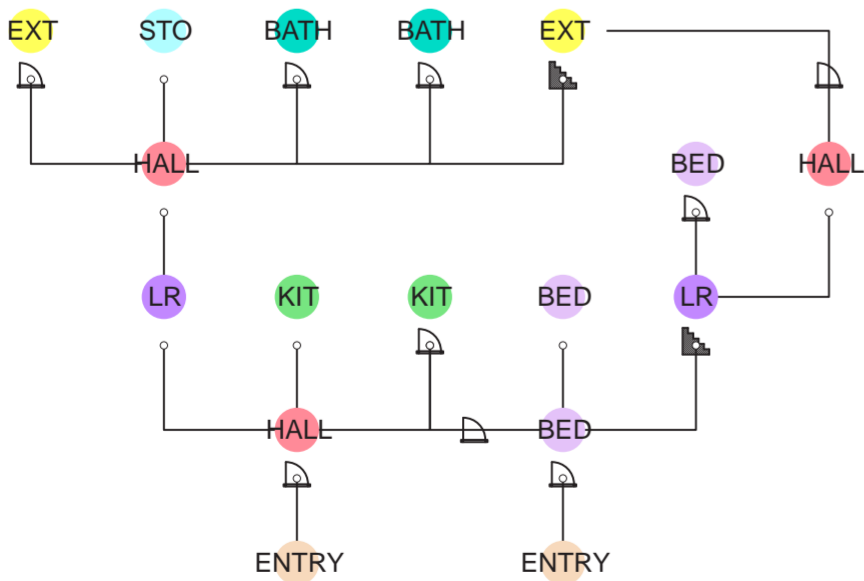 EXT STO BATH BATH EXT
HALL BED HALL
LR KIT KIT BED LR
HALL BED
ENTRY ENTRY